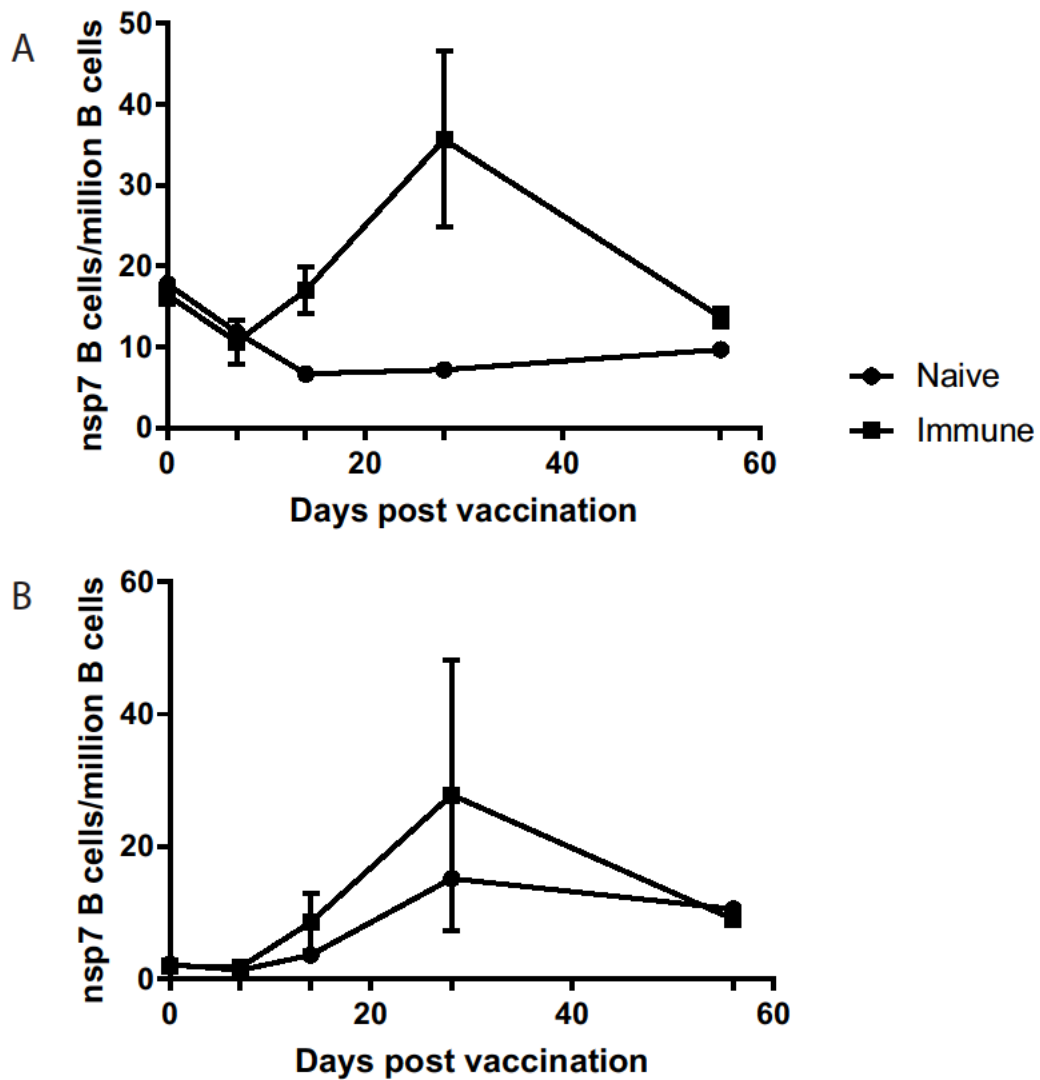 A
nsp7 B cells/million B cells
50
40
30
20
10
0
0 20 40 60
Days post vaccination
Naive
Immune
B
nsp7 B cells/million B cells
60
40
20
0
0 20 40 60
Days post vaccination